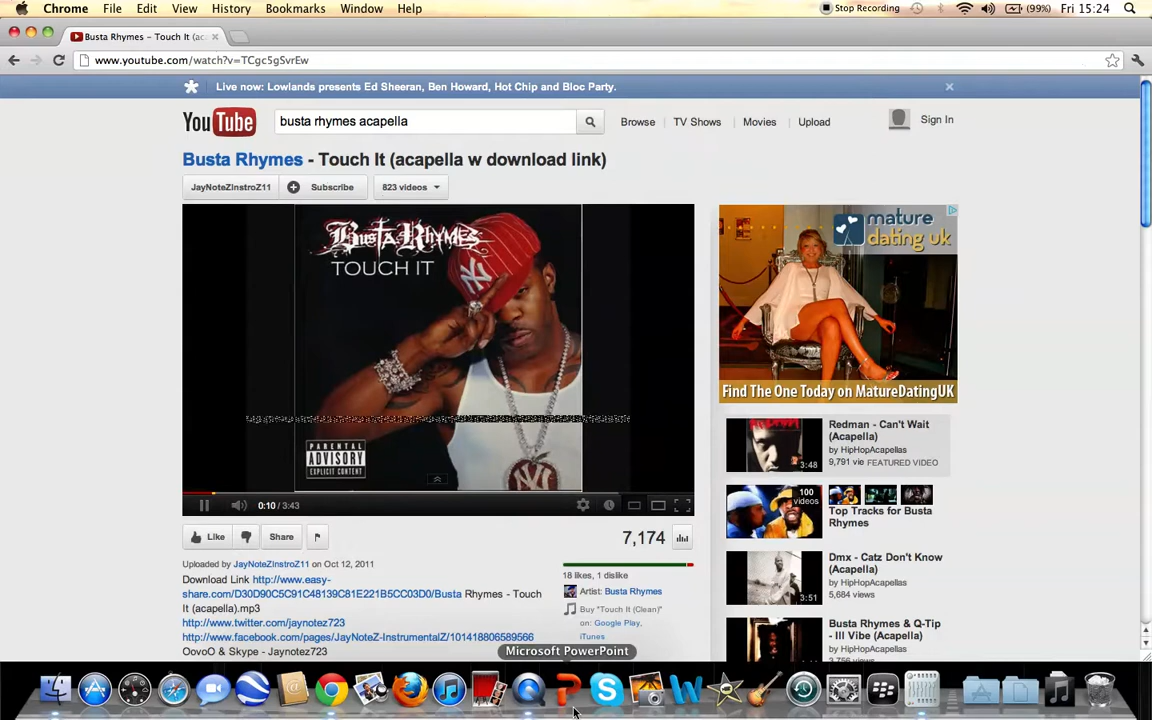 Chrome File Edit View History Bookmarks Window Help Stop Recording (99%) Fri 15:24
Busta Rhymes - Touch It (ac
www.youtube.com/watch?v=TCgc5gSvrEw
Live now: Lowlands presents Ed Sheeran, Ben Howard, Hot Chip and Bloc Party.
YouTube busta rhymes acapella Browse TV Shows Movies Upload Sign In
Busta Rhymes - Touch It (acapella w download link)
JayNoteZInstroZ11 Subscribe 823 videos
BUSTA RHYMES
TOUCH IT
PARENTAL
ADVISORY
EXPLICIT CONTENT
0:10 / 3:43
mature
dating uk
Find The One Today on MatureDatingUK
Like Share 7,174
Uploaded by JayNoteZInstroZ11 on Oct 12, 2011
Download Link http://www.easy-
share.com/D30D90C5C91C48139C81E221B5CC03D0/Busta Rhymes - Touch
It (acapella).mp3
http://www.twitter.com/jaynotez723
http://www.facebook.com/pages/JayNoteZ-InstrumentalZ/101418806589566
OovoO & Skype - Jaynotez723
18 likes, 1 dislike
Artist: Busta Rhymes
Buy "Touch It (Clean)"
on: Google Play,
iTunes
Redman - Can't Wait
(Acapella)
by HipHopAcapellas
9,791 vie FEATURED VIDEO
3:48
100
videos
Top Tracks for Busta
Rhymes
Dmx - Catz Don't Know
(Acapella)
by HipHopAcapellas
5,684 views
3:51
Busta Rhymes & Q-Tip
- Ill Vibe (Acapella)
by HipHopAcapellas
3,756 views
Microsoft PowerPoint